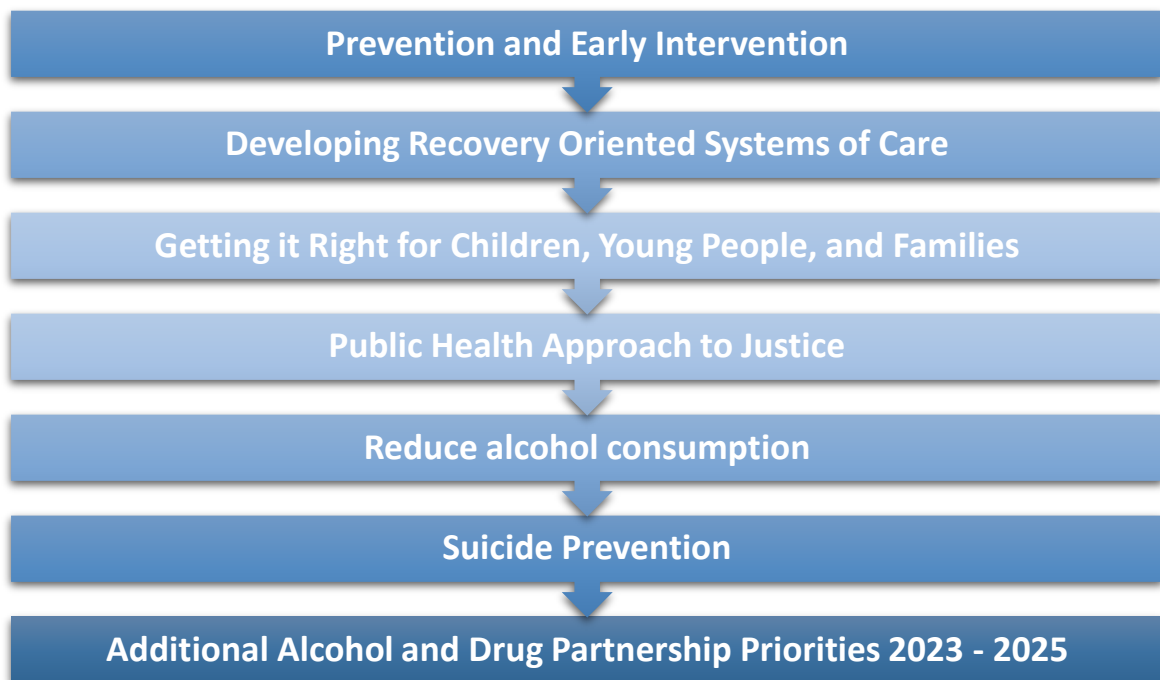 Prevention and Early Intervention
Developing Recovery Oriented Systems of Care
Getting it Right for Children, Young People, and Families
Public Health Approach to Justice
Reduce alcohol consumption
Suicide Prevention
Additional Alcohol and Drug Partnership Priorities 2023 - 2025